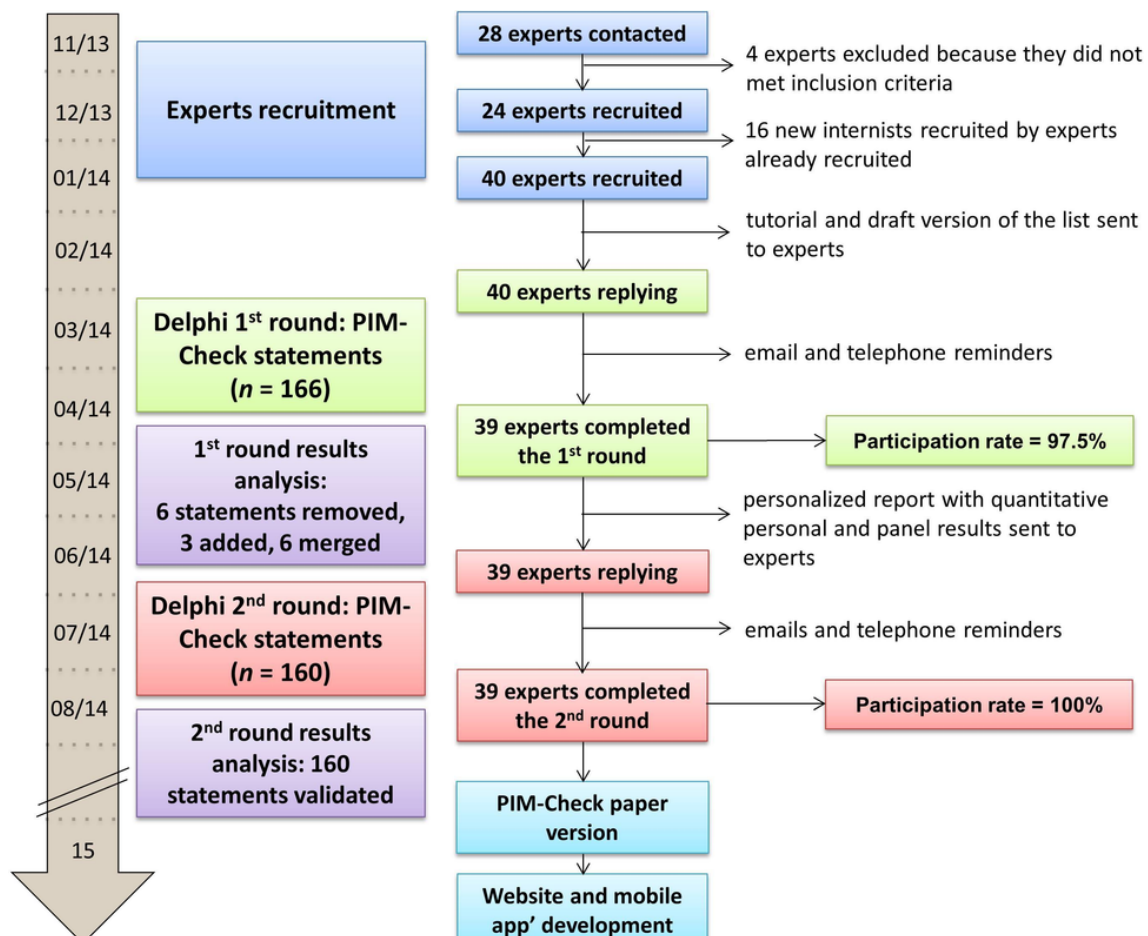 11/13
12/13
01/14
02/14
03/14
04/14
05/14
06/14
07/14
08/14
15
Experts recruitment
Delphi 1st round: PIM-
Check statements
(n = 166)
1st round results
analysis:
6 statements removed,
3 added, 6 merged
Delphi 2nd round: PIM-
Check statements
(n = 160)
2nd round results
analysis: 160
statements validated
28 experts contacted
4 experts excluded because they did not
met inclusion criteria
24 experts recruited
16 new internists recruited by experts
already recruited
40 experts recruited
tutorial and draft version of the list sent
to experts
40 experts replying
email and telephone reminders
39 experts completed
the 1st round
Participation rate = 97.5%
personalized report with quantitative
personal and panel results sent to
experts
39 experts replying
emails and telephone reminders
39 experts completed
the 2nd round
Participation rate = 100%
PIM-Check paper
version
Website and mobile
app’ development